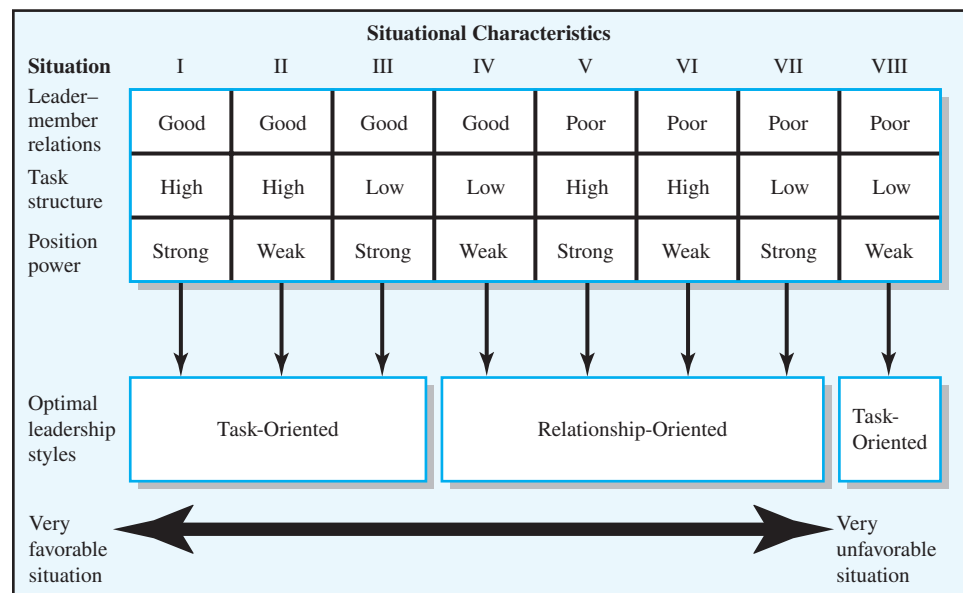 Situational Characteristics
Situation I II III IV V VI VII VIII
Leader–
member
relations
Good Good Good Good Poor Poor Poor Poor
Task
structure
High High Low Low High High Low Low
Position
power
Strong Weak Strong Weak Strong Weak Strong Weak
Optimal
leadership
styles
Task-Oriented
Relationship-Oriented
Task-
Oriented
Very
favorable
situation
Very
unfavorable
situation